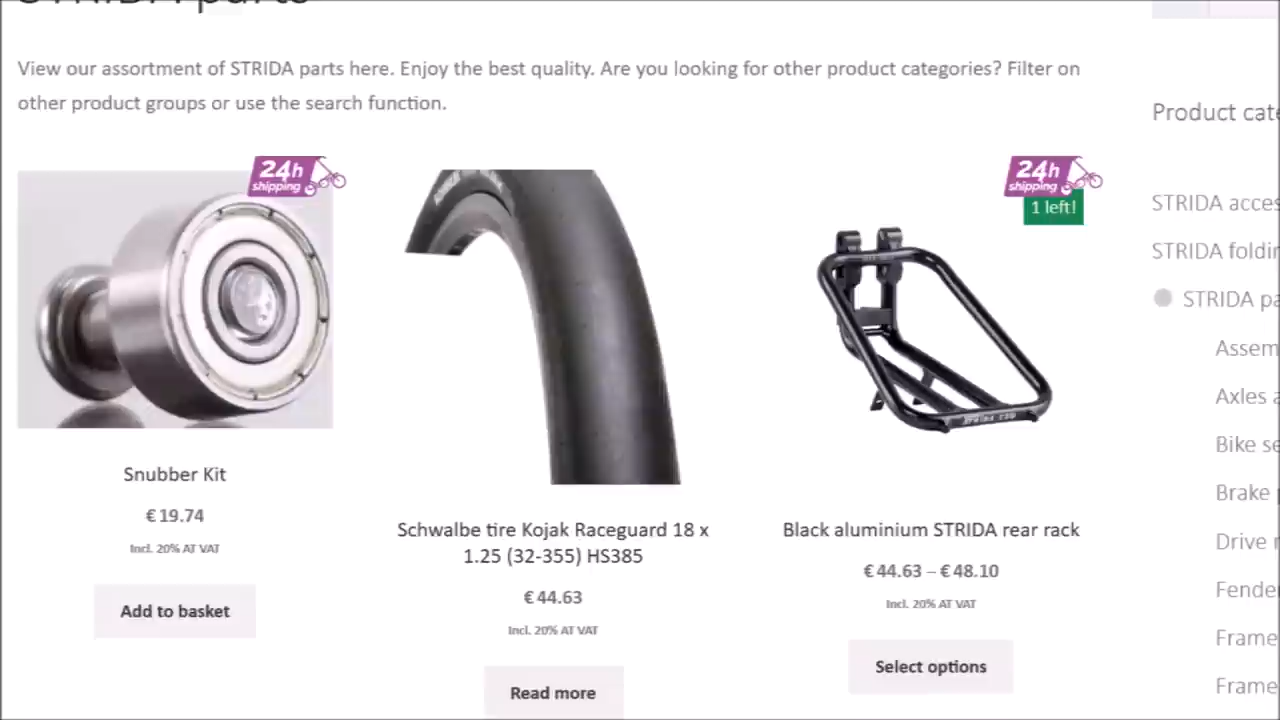 STRIDA parts
View our assortment of STRIDA parts here. Enjoy the best quality. Are you looking for other product categories? Filter on
other product groups or use the search function.
24h
shipping
Snubber Kit
€ 19.74
Incl. 20% AT VAT
Add to basket
Schwalbe tire Kojak Raceguard 18 x
1.25 (32-355) HS385
€ 44.63
Incl. 20% AT VAT
Read more
24h
shipping
1 left!
Black aluminium STRIDA rear rack
€ 44.63 – € 48.10
Incl. 20% AT VAT
Select options
Product cate
STRIDA acces
STRIDA foldin
STRIDA pa
Assem
Axles a
Bike se
Brake
Drive
Fende
Frame
Frame